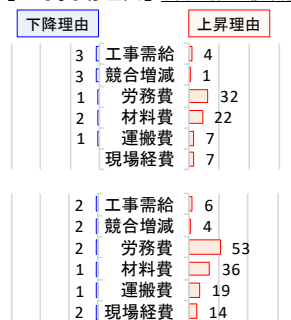 下降理由 上昇理由
3 工事需給 4
3 競合増減 1
1 労務費 32
2 材料費 22
1 運搬費 7
現場経費 7
2 工事需給 6
2 競合増減 4
2 労務費 53
1 材料費 36
1 運搬費 19
2 現場経費 14